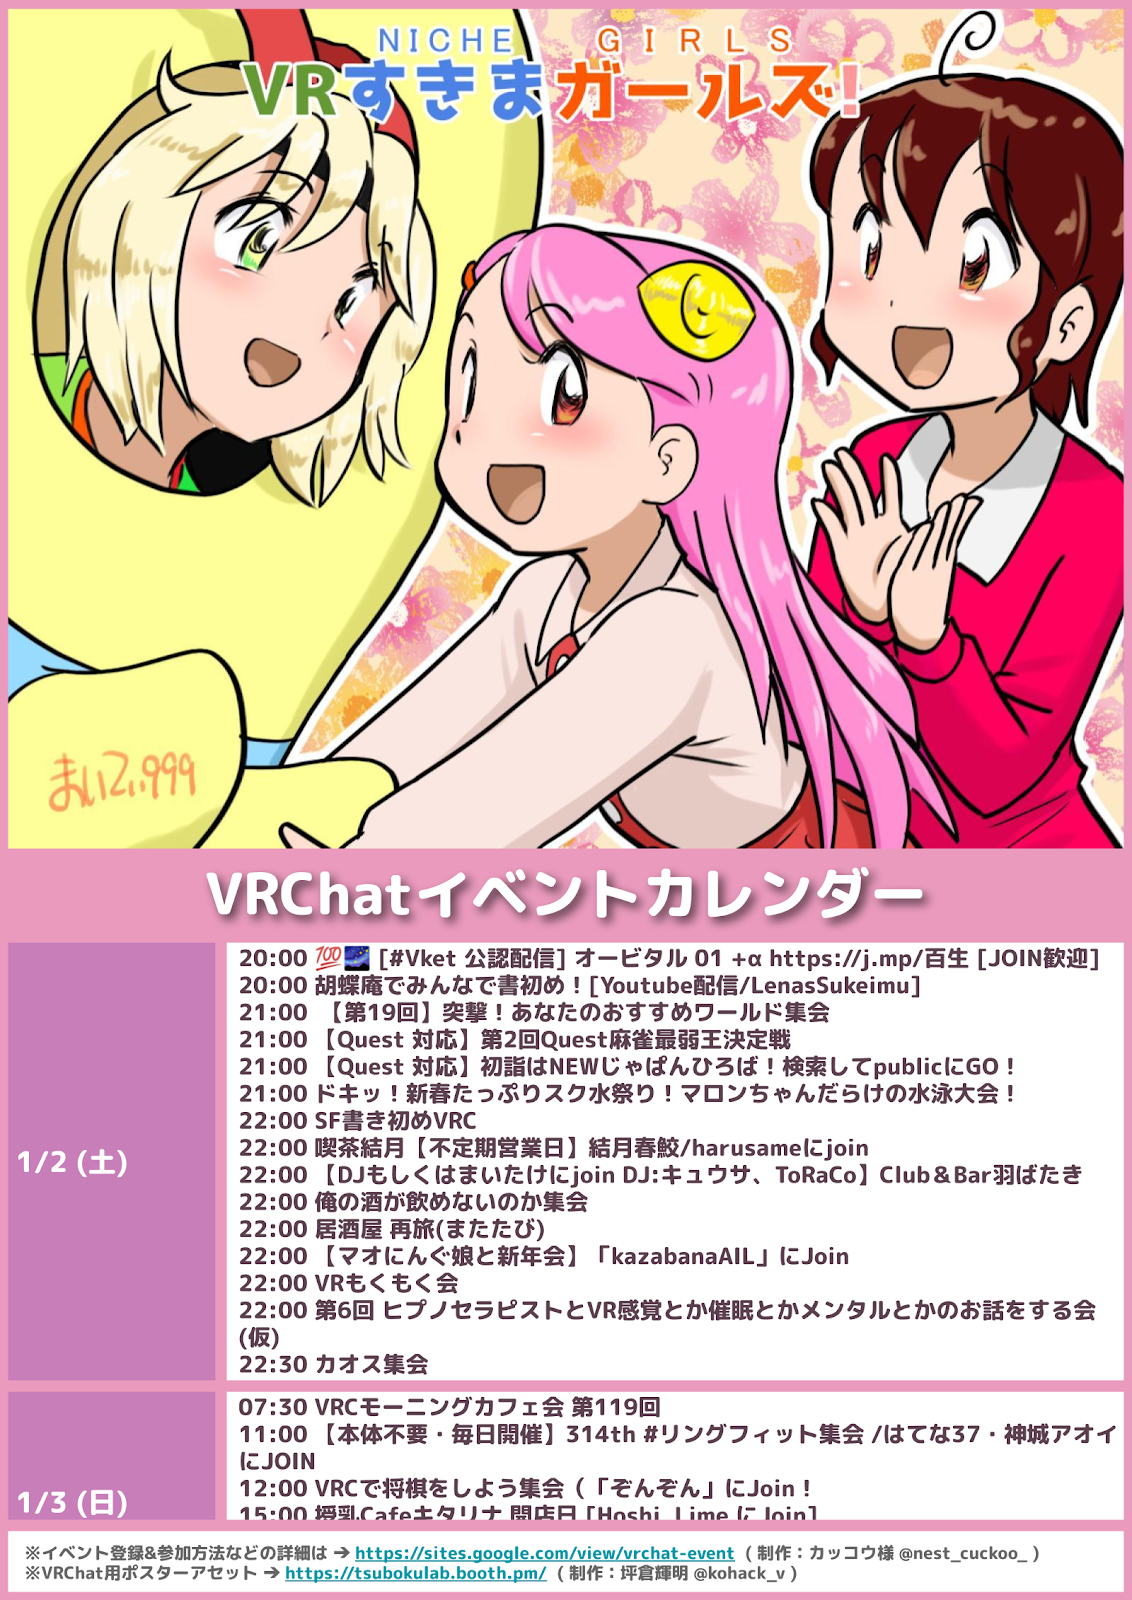 NICHE GIRLS
VRすきまガールズ!
まいてぃ999
VRChatイベントカレンダー
1/2 (土)
20:00 💯🌌 [#Vket 公認配信] オービタル 01 +α https://j.mp/百生 [JOIN歓迎]
20:00 胡蝶庵でみんなで書初め！[Youtube配信/LenasSukeimu]
21:00 【第19回】突撃！あなたのおすすめワールド集会
21:00 【Quest 対応】第2回Quest麻雀最弱王決定戦
21:00 【Quest 対応】初詣はNEWじゃぱんひろば！検索してpublicにGO！
21:00 ドキッ！新春たっぷりスク水祭り！マロンちゃんだらけの水泳大会！
22:00 SF書き初めVRC
22:00 喫茶結月【不定期営業日】結月春鮫/harusameにjoin
22:00 【DJもしくはまいたけにjoin DJ:キュウサ、ToRaCo】Club＆Bar羽ばたき
22:00 俺の酒が飲めないのか集会
22:00 居酒屋 再旅(またたび)
22:00 【マオにんぐ娘と新年会】「kazabanaAIL」にJoin
22:00 VRもくもく会
22:00 第6回 ヒプノセラピストとVR感覚とか催眠とかメンタルとかのお話をする会
(仮)
22:30 カオス集会
1/3 (日)
07:30 VRCモーニングカフェ会 第119回
11:00 【本体不要・毎日開催】314th #リングフィット集会 /はてな37・神城アオイ
にJOIN
12:00 VRCで将棋をしよう集会（「ぞんぞん」にJoin！
15:00 授乳Cafeキタリナ 開店日 [Hoshi_Lime にJoin]
※イベント登録&参加方法などの詳細は → https://sites.google.com/view/vrchat-event （ 制作：カッコウ様 @nest_cuckoo_ ）
※VRChat用ポスターアセット → https://tsubokulab.booth.pm/ （ 制作：坪倉輝明 @kohack_v ）